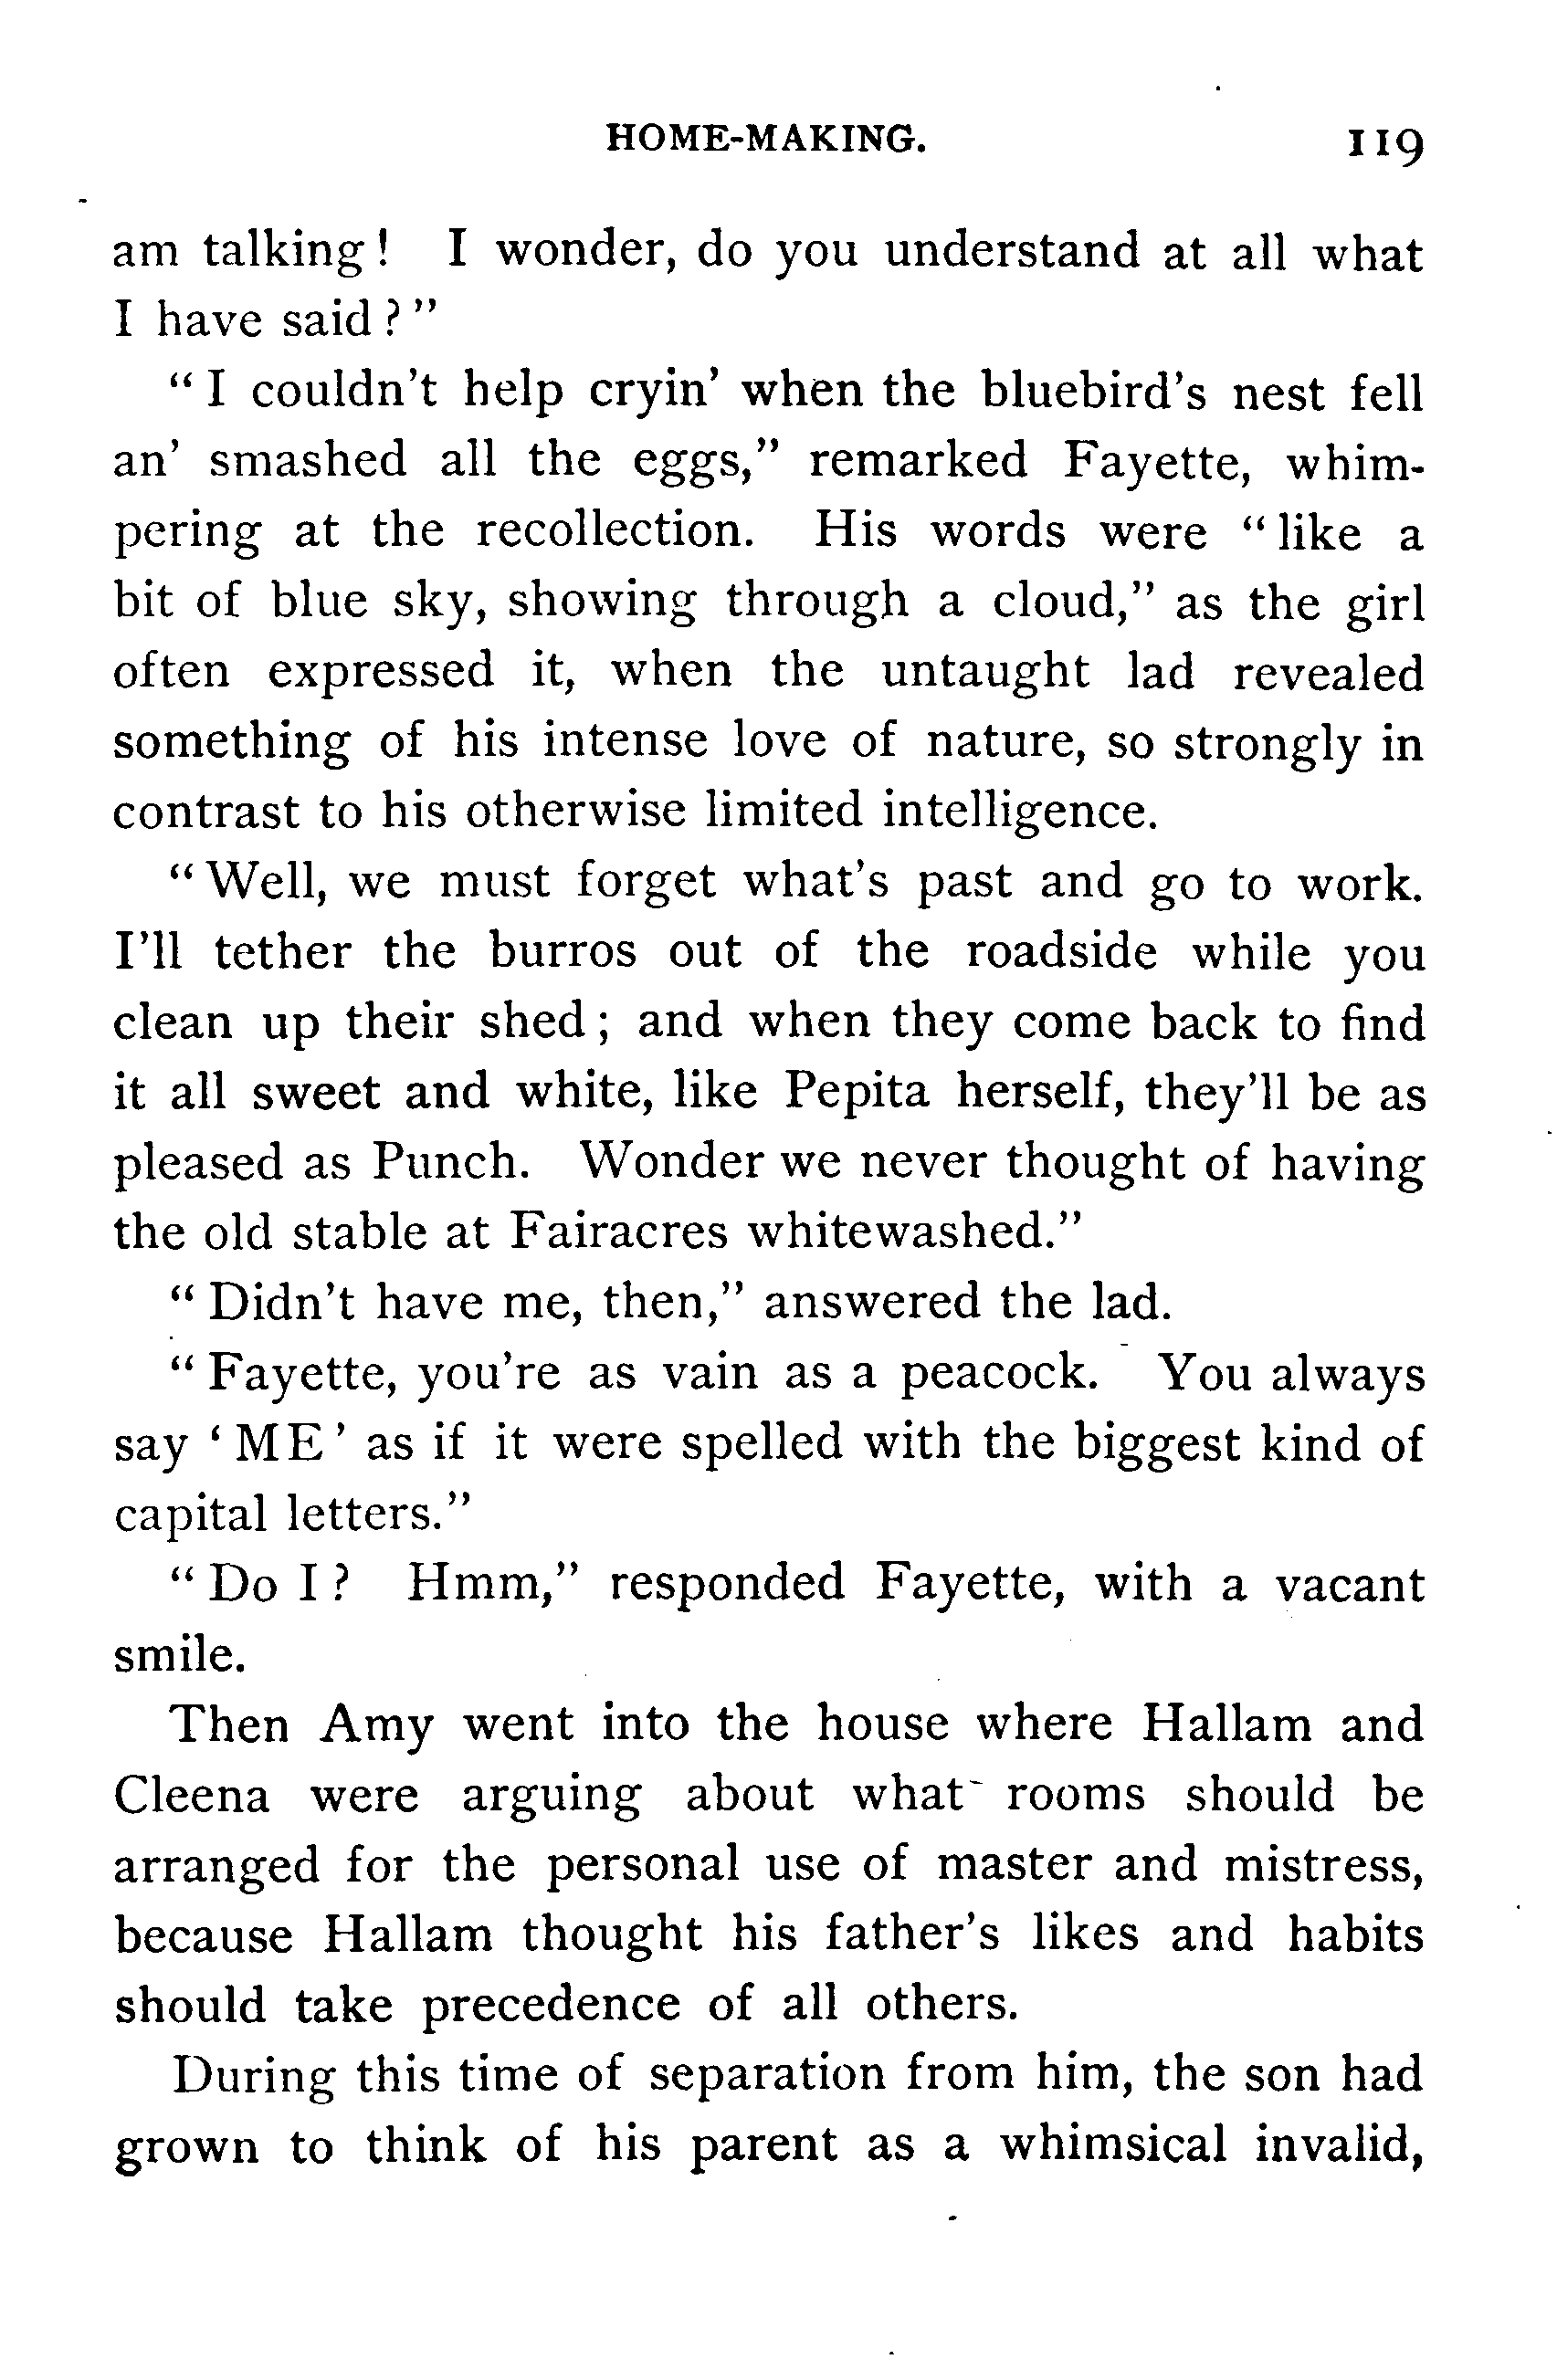 HOME-MAKING. 119
am talking! I wonder, do you understand at all what
I have said?”
“I couldn’t help cryin’ when the bluebird’s nest fell
an’ smashed all the eggs,” remarked Fayette, whim-
pering at the recollection. His words were “like a
bit of blue sky, showing through a cloud,” as the girl
often expressed it, when the untaught lad revealed
something of his intense love of nature, so strongly in
contrast to his otherwise limited intelligence.
“Well, we must forget what’s past and go to work.
I’ll tether the burros out of the roadside while you
clean up their shed; and when they come back to find
it all sweet and white, like Pepita herself, they’ll be as
pleased as Punch. Wonder we never thought of having
the old stable at Fairacres whitewashed.”
“Didn’t have me, then,” answered the lad.
“Fayette, you’re as vain as a peacock. You always
say ‘ME’ as if it were spelled with the biggest kind of
capital letters.”
“Do I? Hmm,” responded Fayette, with a vacant
smile.
Then Amy went into the house where Hallam and
Cleena were arguing about what rooms should be
arranged for the personal use of master and mistress,
because Hallam thought his father’s likes and habits
should take precedence of all others.
During this time of separation from him, the son had
grown to think of his parent as a whimsical invalid,